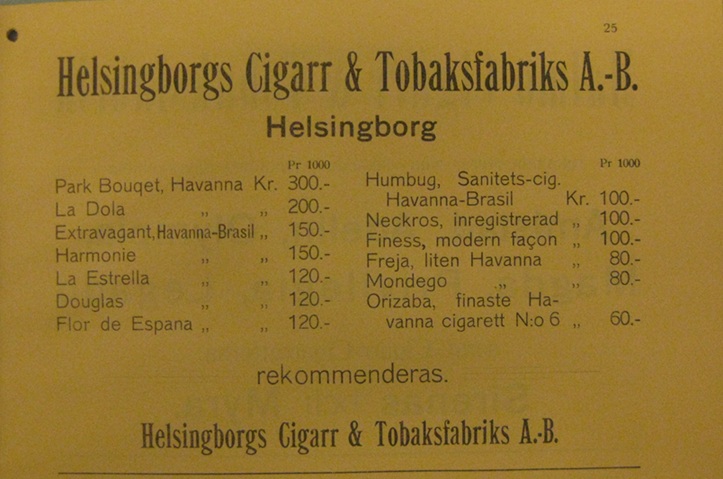 25
Helsingborgs Cigarr & Tobaksfabriks A.-B.
Helsingborg
Pr 1000
Park Bouqet, Havanna Kr. 300.-
La Dola „ „ 200.-
Extravagant, Havanna-Brasil „ 150.-
Harmonie „ „ 150.-
La Estrella „ „ 120.-
Douglas „ „ 120.-
Flor de Espana „ „ 120.-
Pr 1000
Humbug, Sanitets-cig.
Havanna-Brasil Kr. 100.-
Neckros, inregistrerad „ 100.-
Finess, modern façon „ 100.-
Freja, liten Havanna „ 80.-
Mondego „ „ 80.-
Orizaba, finaste Ha-
vanna cigarett N:o 6 „ 60.-
rekommenderas.
Helsingborgs Cigarr & Tobaksfabriks A.-B.